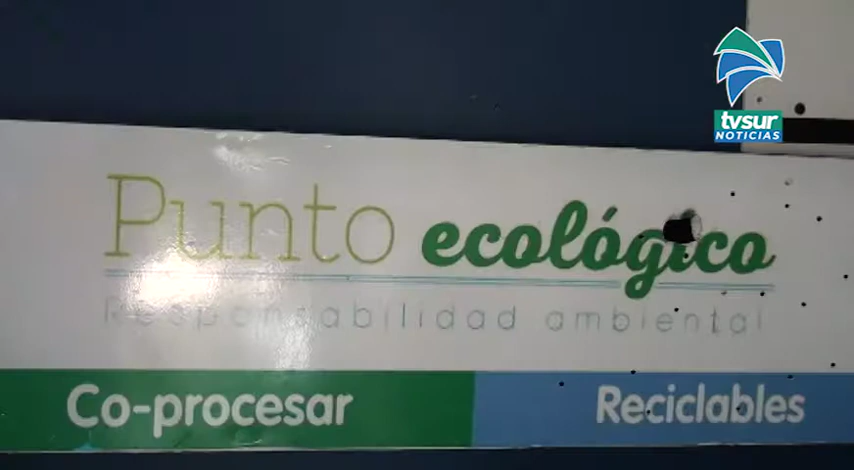 tvsur
NOTICIAS
Punto ecológico
Responsabilidad ambiental
Co-procesar
Reciclables